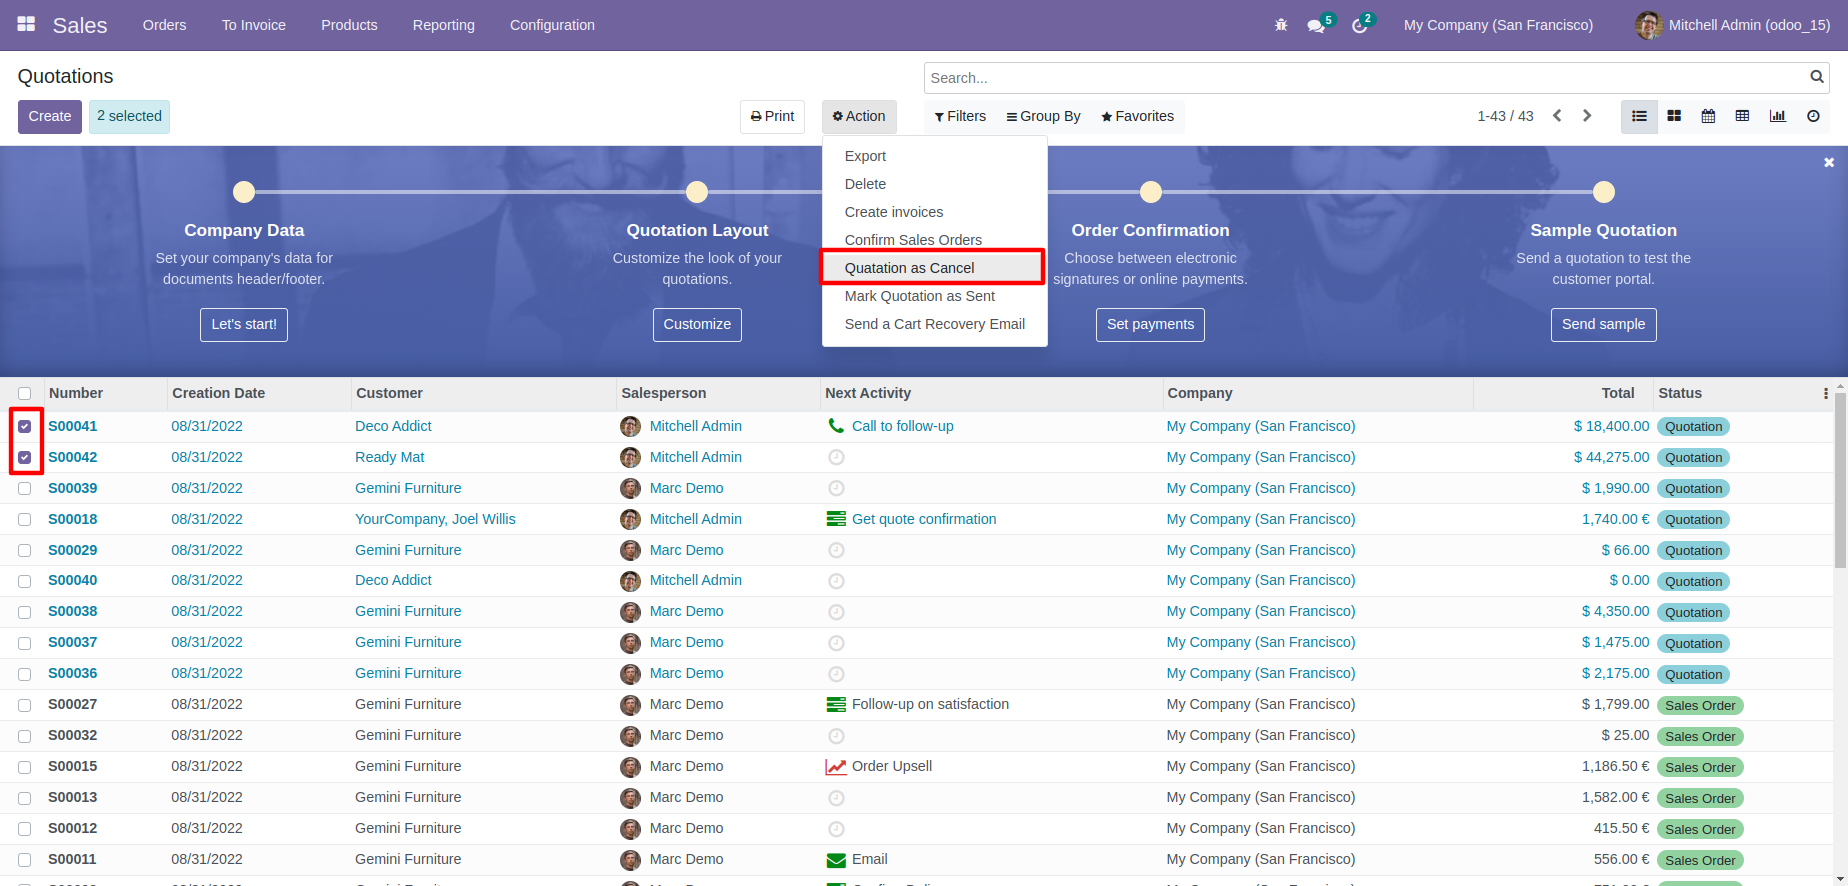 Sales Orders To Invoice Products Reporting Configuration 5 2 My Company (San Francisco) Mitchell Admin (odoo_15)
Quotations
Search...
Create 2 selected Print Action Filters Group By Favorites 1-43 / 43
Export
Delete
Create invoices
Confirm Sales Orders
Quatation as Cancel
Mark Quotation as Sent
Send a Cart Recovery Email
Company Data
Set your company's data for
documents header/footer.
Let's start!
Quotation Layout
Customize the look of your
quotations.
Customize
Order Confirmation
Choose between electronic
signatures or online payments.
Set payments
Sample Quotation
Send a quotation to test the
customer portal.
Send sample
Number Creation Date Customer Salesperson Next Activity Company Total Status
S00041 08/31/2022 Deco Addict Mitchell Admin Call to follow-up My Company (San Francisco) $ 18,400.00 Quotation
S00042 08/31/2022 Ready Mat Mitchell Admin My Company (San Francisco) $ 44,275.00 Quotation
S00039 08/31/2022 Gemini Furniture Marc Demo My Company (San Francisco) $ 1,990.00 Quotation
S00018 08/31/2022 YourCompany, Joel Willis Mitchell Admin Get quote confirmation My Company (San Francisco) 1,740.00 € Quotation
S00029 08/31/2022 Gemini Furniture Marc Demo My Company (San Francisco) $ 66.00 Quotation
S00040 08/31/2022 Deco Addict Mitchell Admin My Company (San Francisco) $ 0.00 Quotation
S00038 08/31/2022 Gemini Furniture Marc Demo My Company (San Francisco) $ 4,350.00 Quotation
S00037 08/31/2022 Gemini Furniture Marc Demo My Company (San Francisco) $ 1,475.00 Quotation
S00036 08/31/2022 Gemini Furniture Marc Demo My Company (San Francisco) $ 2,175.00 Quotation
S00027 08/31/2022 Gemini Furniture Marc Demo Follow-up on satisfaction My Company (San Francisco) $ 1,799.00 Sales Order
S00032 08/31/2022 Gemini Furniture Marc Demo My Company (San Francisco) $ 25.00 Sales Order
S00015 08/31/2022 Gemini Furniture Marc Demo Order Upsell My Company (San Francisco) 1,186.50 € Sales Order
S00013 08/31/2022 Gemini Furniture Marc Demo My Company (San Francisco) 1,582.00 € Sales Order
S00012 08/31/2022 Gemini Furniture Marc Demo My Company (San Francisco) 415.50 € Sales Order
S00011 08/31/2022 Gemini Furniture Marc Demo Email My Company (San Francisco) 556.00 € Sales Order